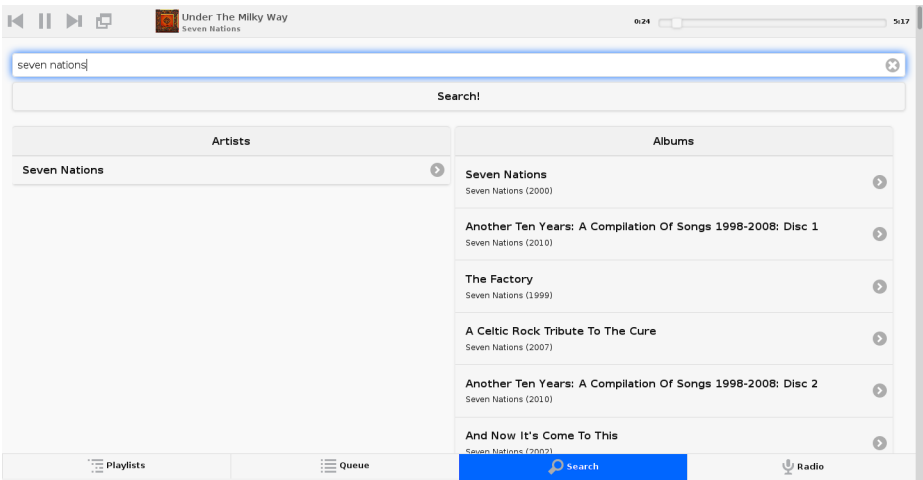 Under The Milky Way
Seven Nations
0:24
5:17
seven nations
Search!
Artists
Seven Nations
Albums
Seven Nations
Seven Nations (2000)
Another Ten Years: A Compilation Of Songs 1998-2008: Disc 1
Seven Nations (2010)
The Factory
Seven Nations (1999)
A Celtic Rock Tribute To The Cure
Seven Nations (2007)
Another Ten Years: A Compilation Of Songs 1998-2008: Disc 2
Seven Nations (2010)
And Now It's Come To This
Seven Nations (2002)
Playlists
Queue
Search
Radio